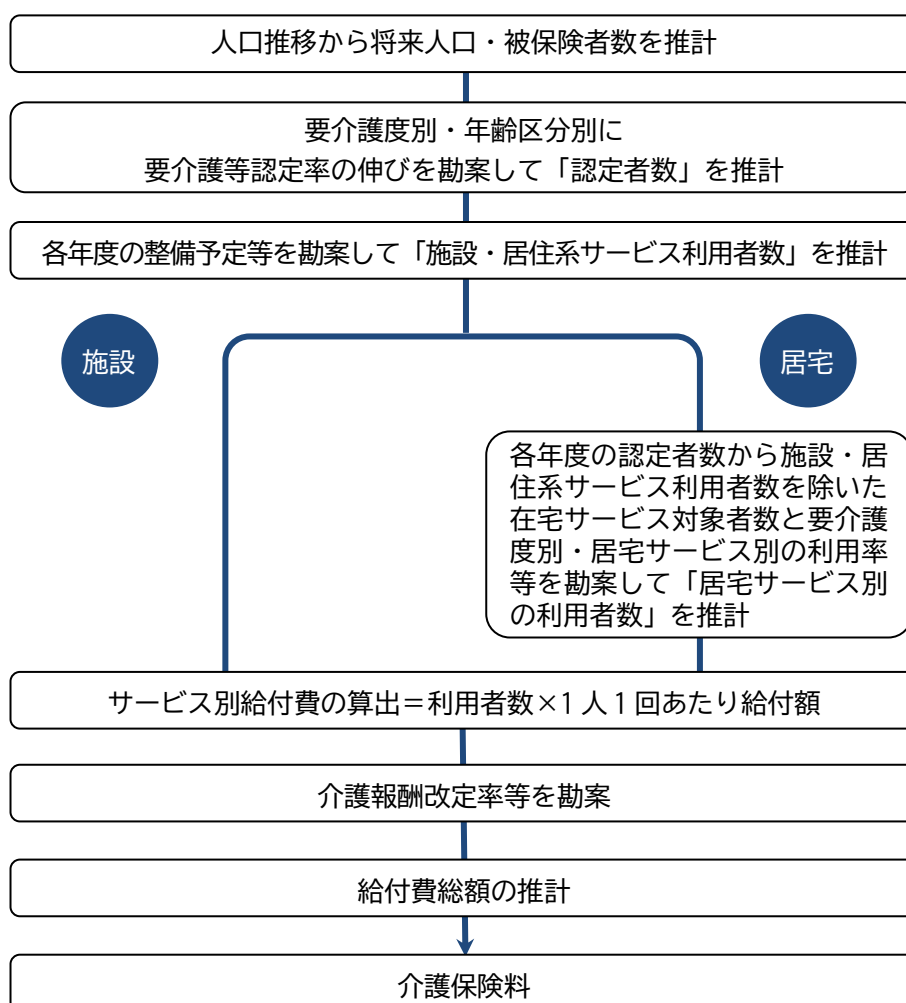 人口推移から将来人口・被保険者数を推計
要介護度別・年齢区分別に
要介護等認定率の伸びを勘案して「認定者数」を推計
各年度の整備予定等を勘案して「施設・居住系サービス利用者数」を推計
施設
居宅
各年度の認定者数から施設・居
住系サービス利用者数を除いた
在宅サービス対象者数と要介護
度別・居宅サービス別の利用率
等を勘案して「居宅サービス別
の利用者数」を推計
サービス別給付費の算出＝利用者数×1人１回あたり給付額
介護報酬改定率等を勘案
給付費総額の推計
介護保険料